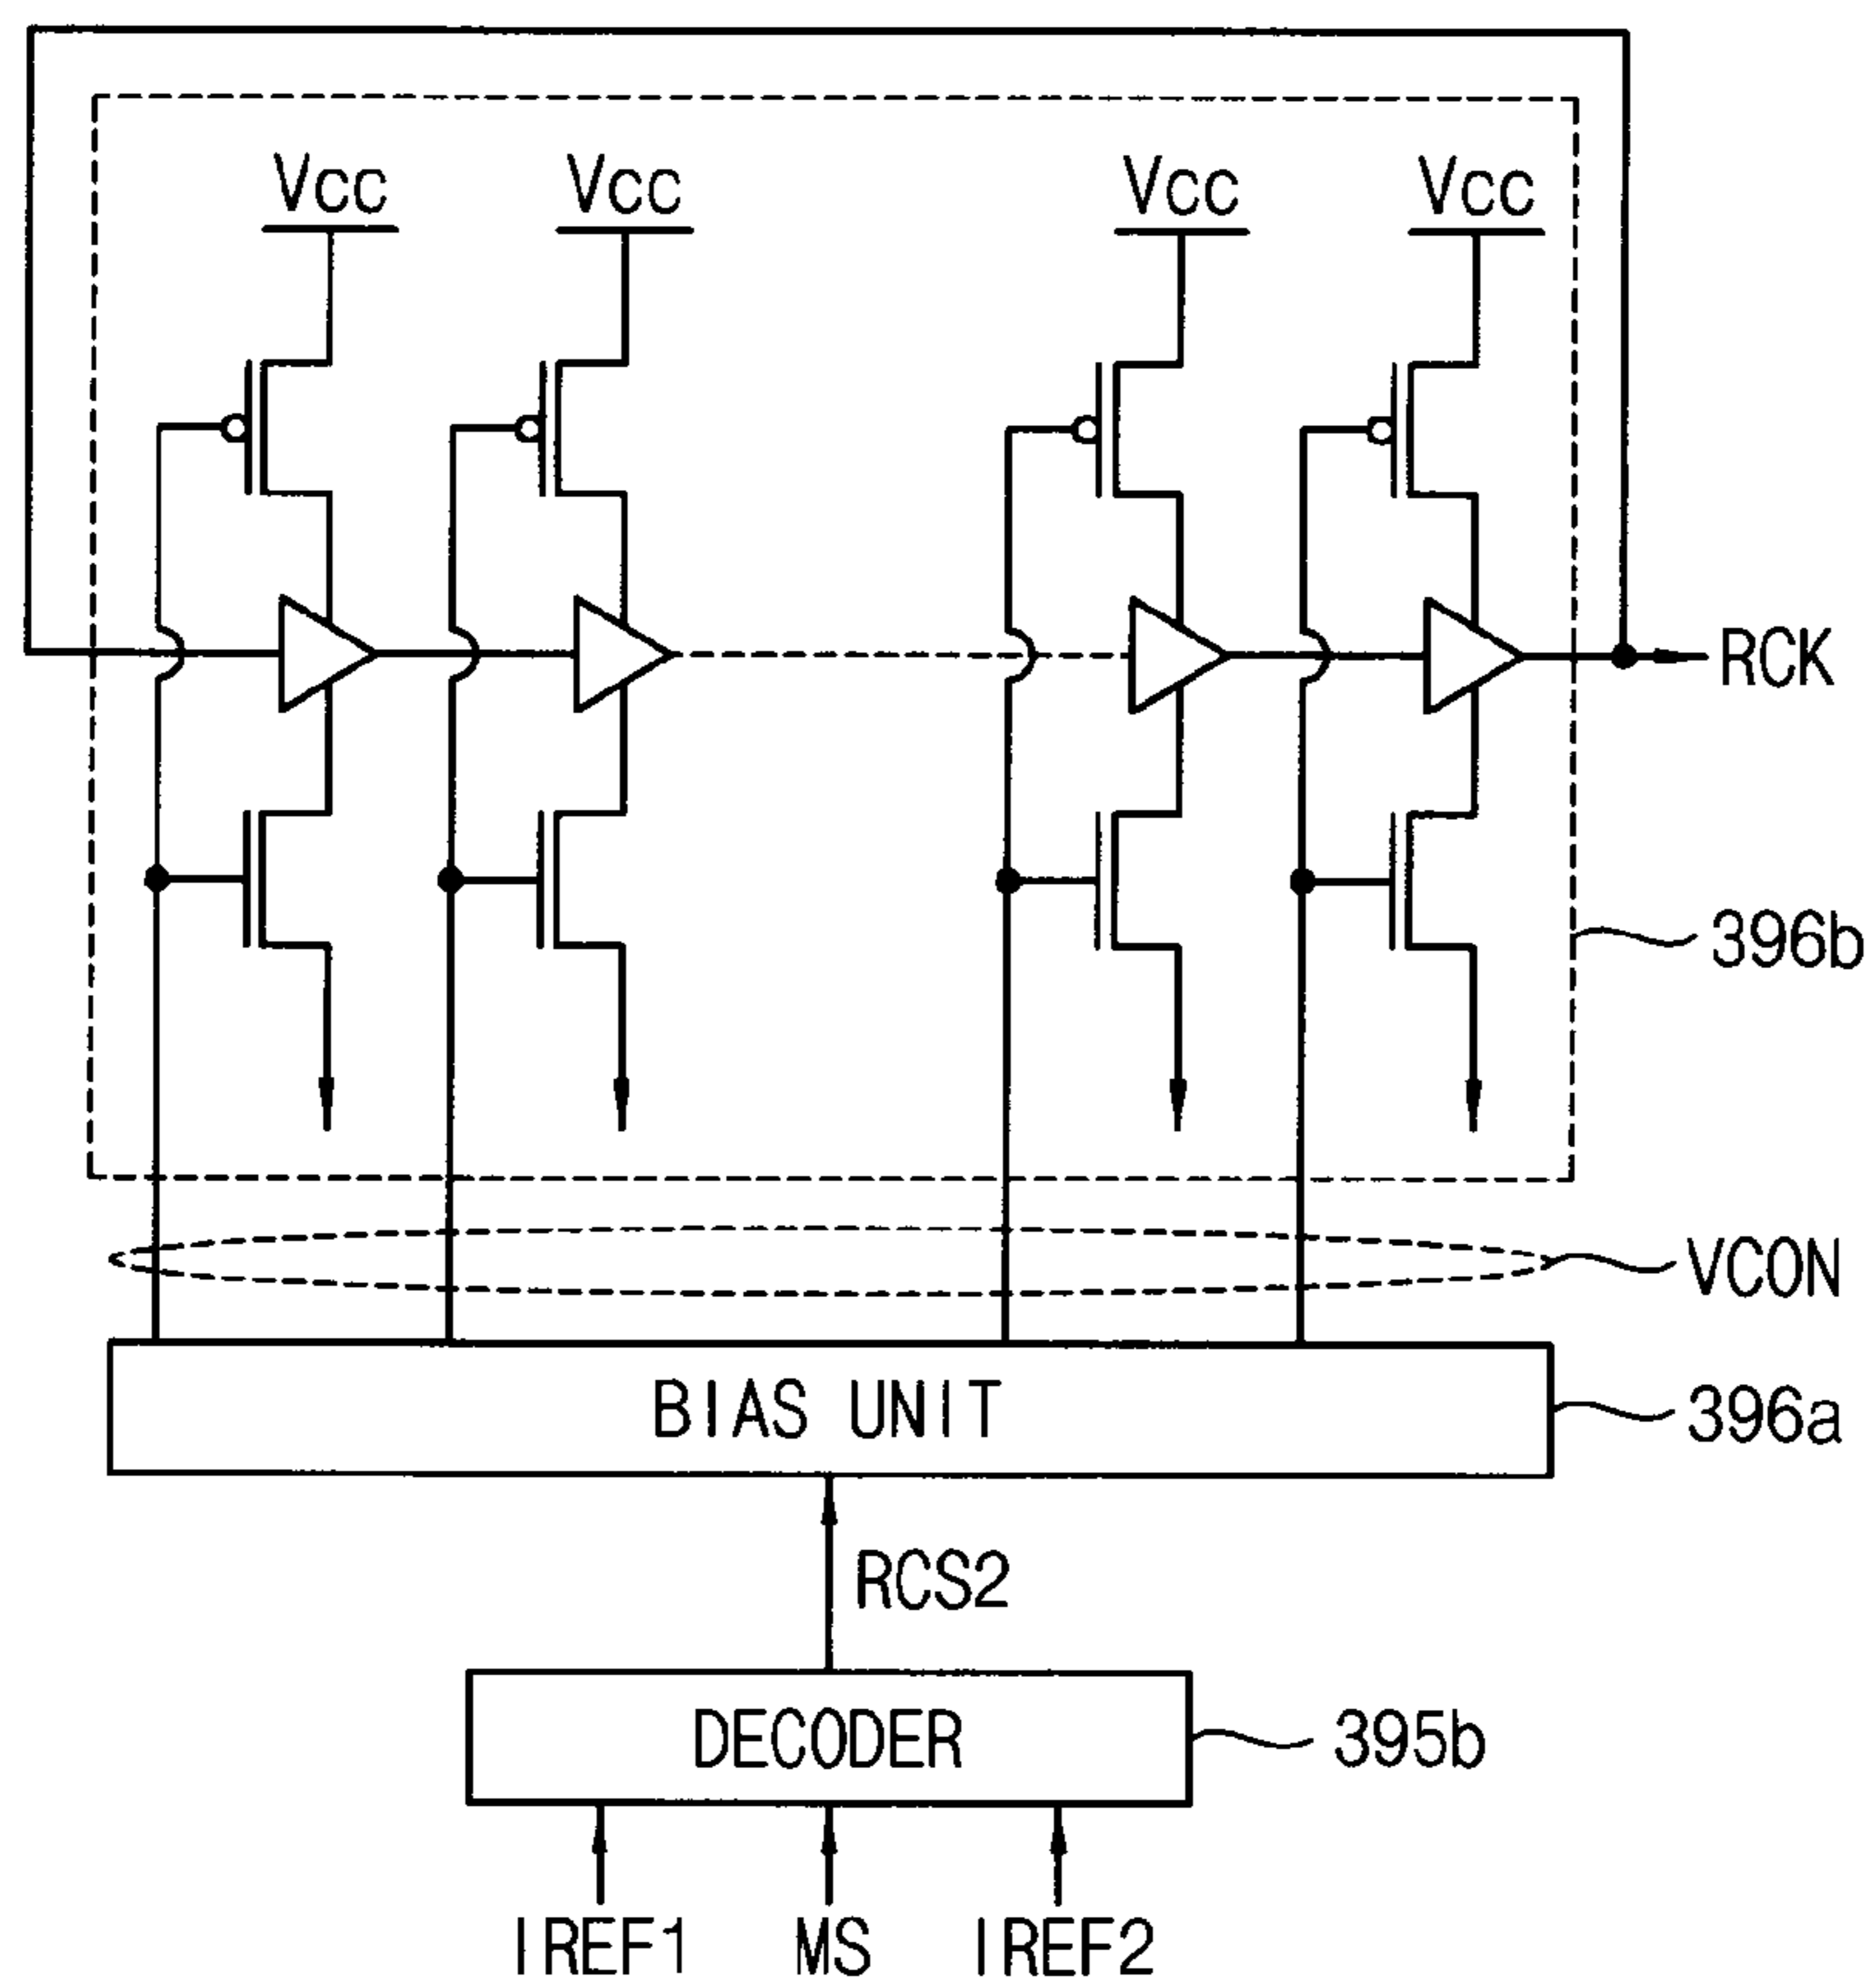 Vcc Vcc Vcc Vcc
RCK
396b
VCON
BIAS UNIT
396a
RCS2
DECODER
395b
IREF1 MS IREF2